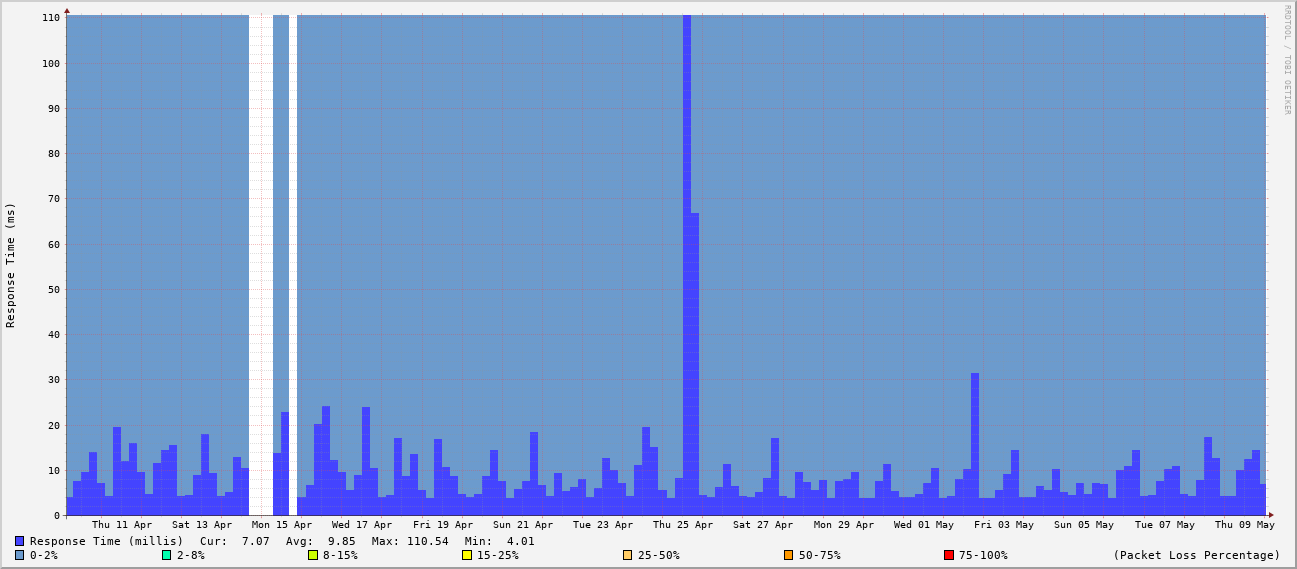 RRDTOOL / TOBI OETIKER
Response Time (ms)
110
100
90
80
70
60
50
40
30
20
10
0
Thu 11 Apr Sat 13 Apr Mon 15 Apr Wed 17 Apr Fri 19 Apr Sun 21 Apr Tue 23 Apr Thu 25 Apr Sat 27 Apr Mon 29 Apr Wed 01 May Fri 03 May Sun 05 May Tue 07 May Thu 09 May
Response Time (millis) Cur: 7.07 Avg: 9.85 Max: 110.54 Min: 4.01
0-2% 2-8% 8-15% 15-25% 25-50% 50-75% 75-100% (Packet Loss Percentage)